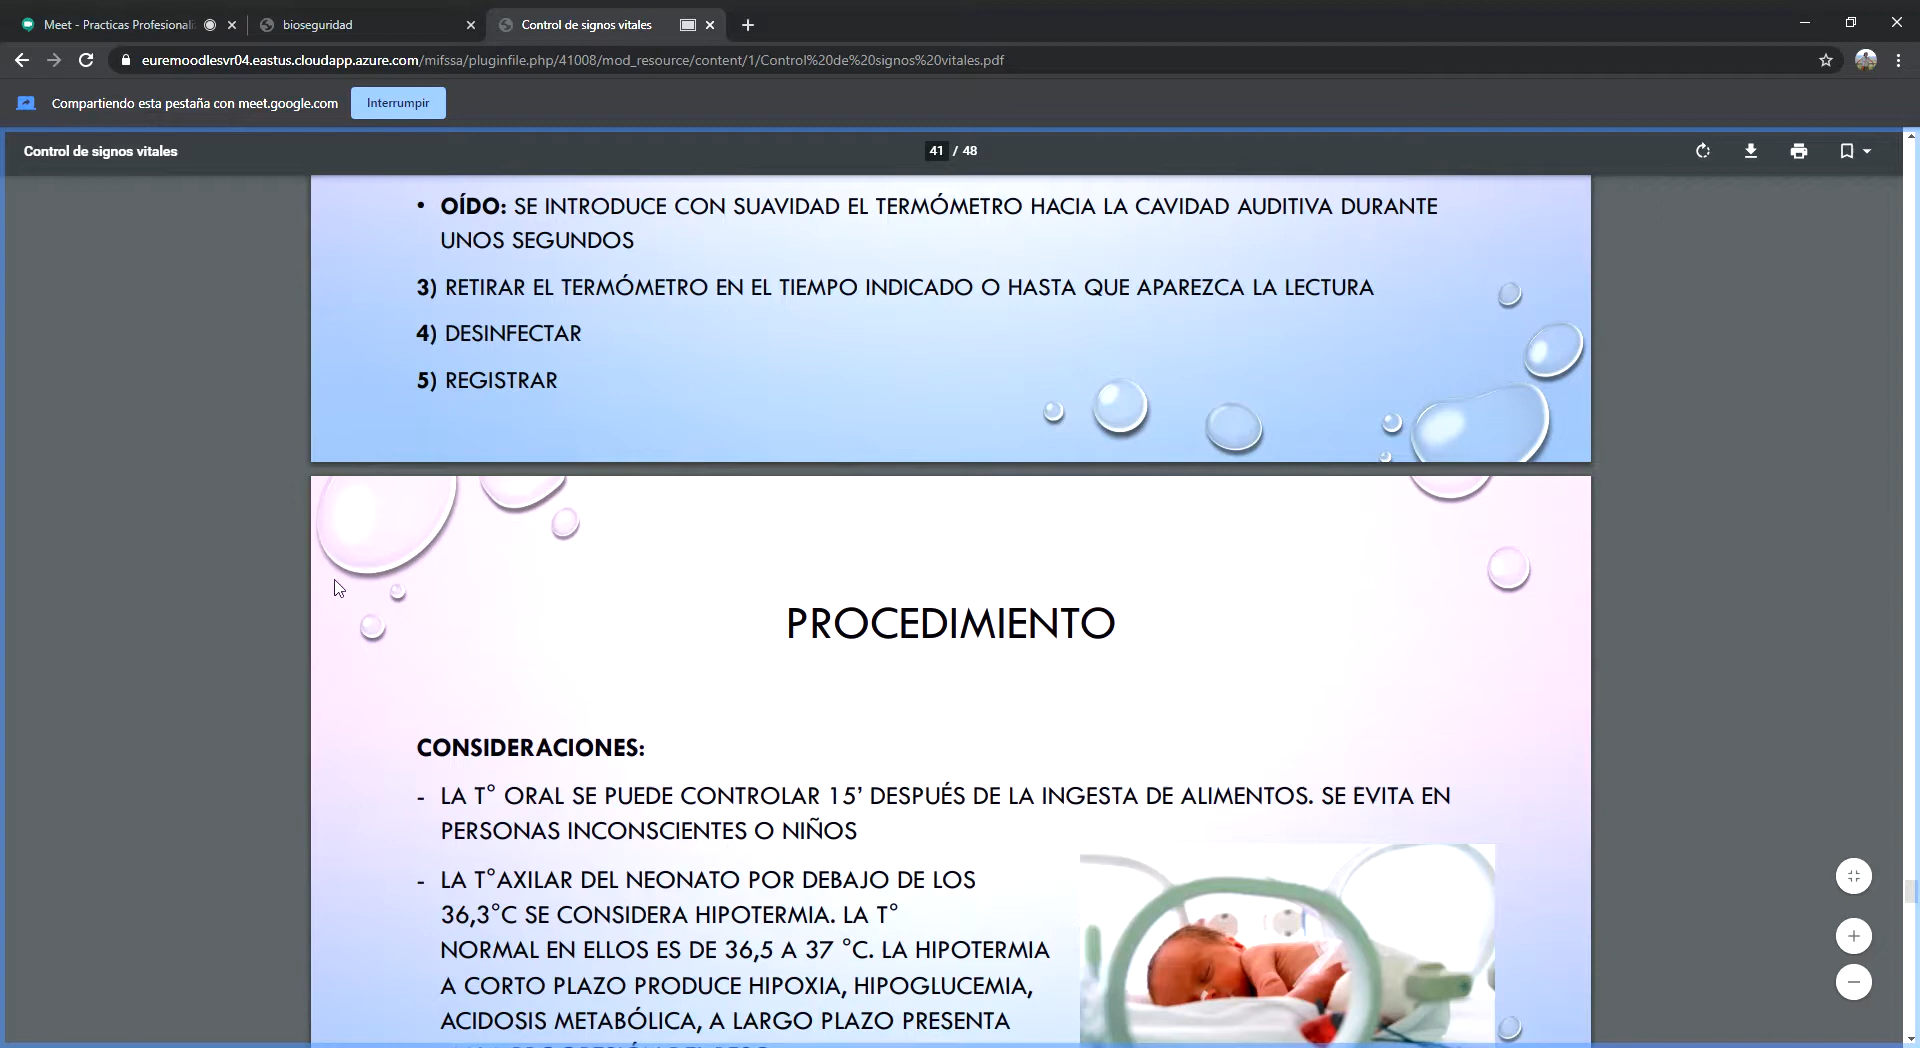 Meet - Practicas Profesionali
bioseguridad
Control de signos vitales
euremoodlesvr04.eastus.cloudapp.azure.com/mifssa/pluginfile.php/41008/mod_resource/content/1/Control%20de%20signos%20vitales.pdf
Compartiendo esta pestaña con meet.google.com
Interrumpir
Control de signos vitales
41 / 48
• OÍDO: SE INTRODUCE CON SUAVIDAD EL TERMÓMETRO HACIA LA CAVIDAD AUDITIVA DURANTE
UNOS SEGUNDOS
3) RETIRAR EL TERMÓMETRO EN EL TIEMPO INDICADO O HASTA QUE APAREZCA LA LECTURA
4) DESINFECTAR
5) REGISTRAR
PROCEDIMIENTO
CONSIDERACIONES:
- LA T° ORAL SE PUEDE CONTROLAR 15’ DESPUÉS DE LA INGESTA DE ALIMENTOS. SE EVITA EN
PERSONAS INCONSCIENTES O NIÑOS
- LA T°AXILAR DEL NEONATO POR DEBAJO DE LOS
36,3°C SE CONSIDERA HIPOTERMIA. LA T°
NORMAL EN ELLOS ES DE 36,5 A 37 °C. LA HIPOTERMIA
A CORTO PLAZO PRODUCE HIPOXIA, HIPOGLUCEMIA,
ACIDOSIS METABÓLICA, A LARGO PLAZO PRESENTA